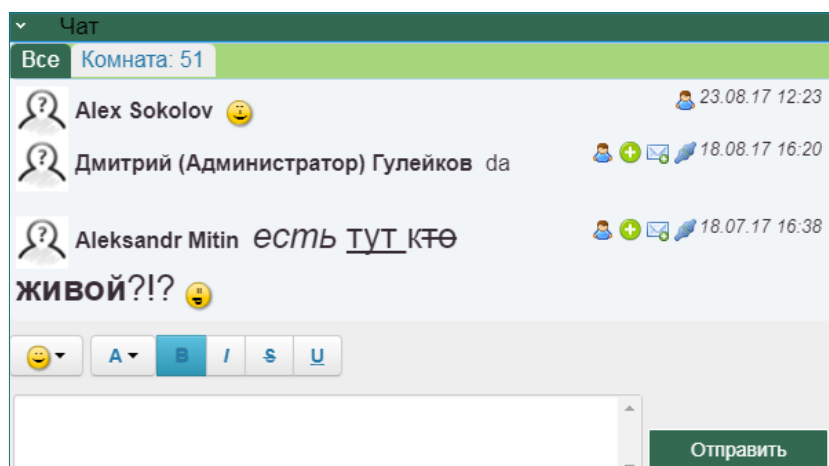 Чат
Все Комната: 51
Alex Sokolov 23.08.17 12:23
Дмитрий (Администратор) Гулейков da 18.08.17 16:20
Aleksandr Mitin есть тут кто 18.07.17 16:38
живой?!?
A B I S U
Отправить